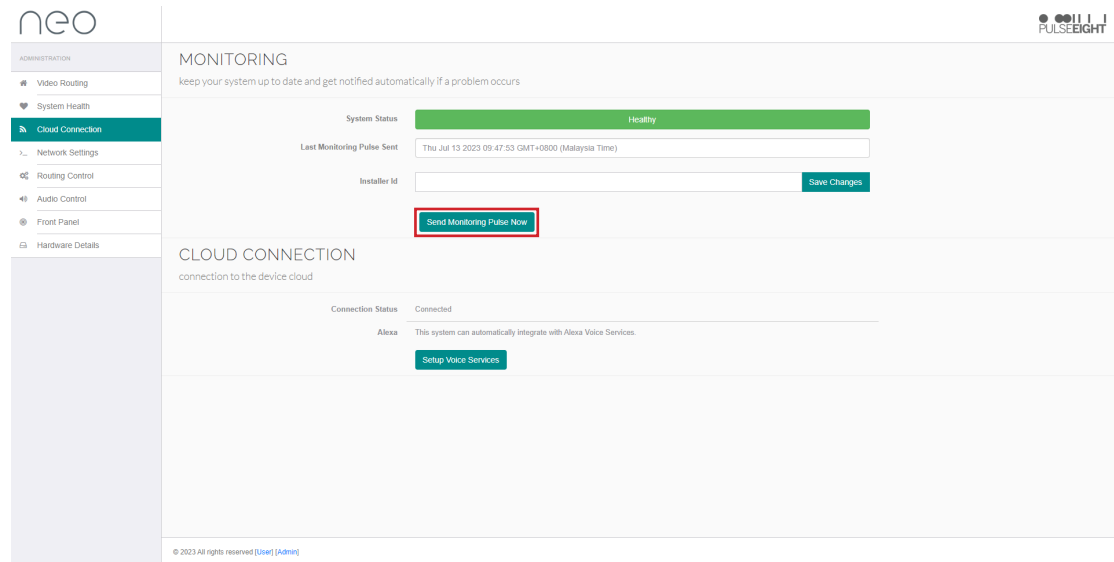 neo
PULSEEIGHT
ADMINISTRATION
Video Routing
System Health
Cloud Connection
Network Settings
Routing Control
Audio Control
Front Panel
Hardware Details
MONITORING
keep your system up to date and get notified automatically if a problem occurs
System Status Healthy
Last Monitoring Pulse Sent Thu Jul 13 2023 09:47:53 GMT+0800 (Malaysia Time)
Installer Id Save Changes
Send Monitoring Pulse Now
CLOUD CONNECTION
connection to the device cloud
Connection Status Connected
Alexa This system can automatically integrate with Alexa Voice Services.
Setup Voice Services
© 2023 All rights reserved [User] [Admin]